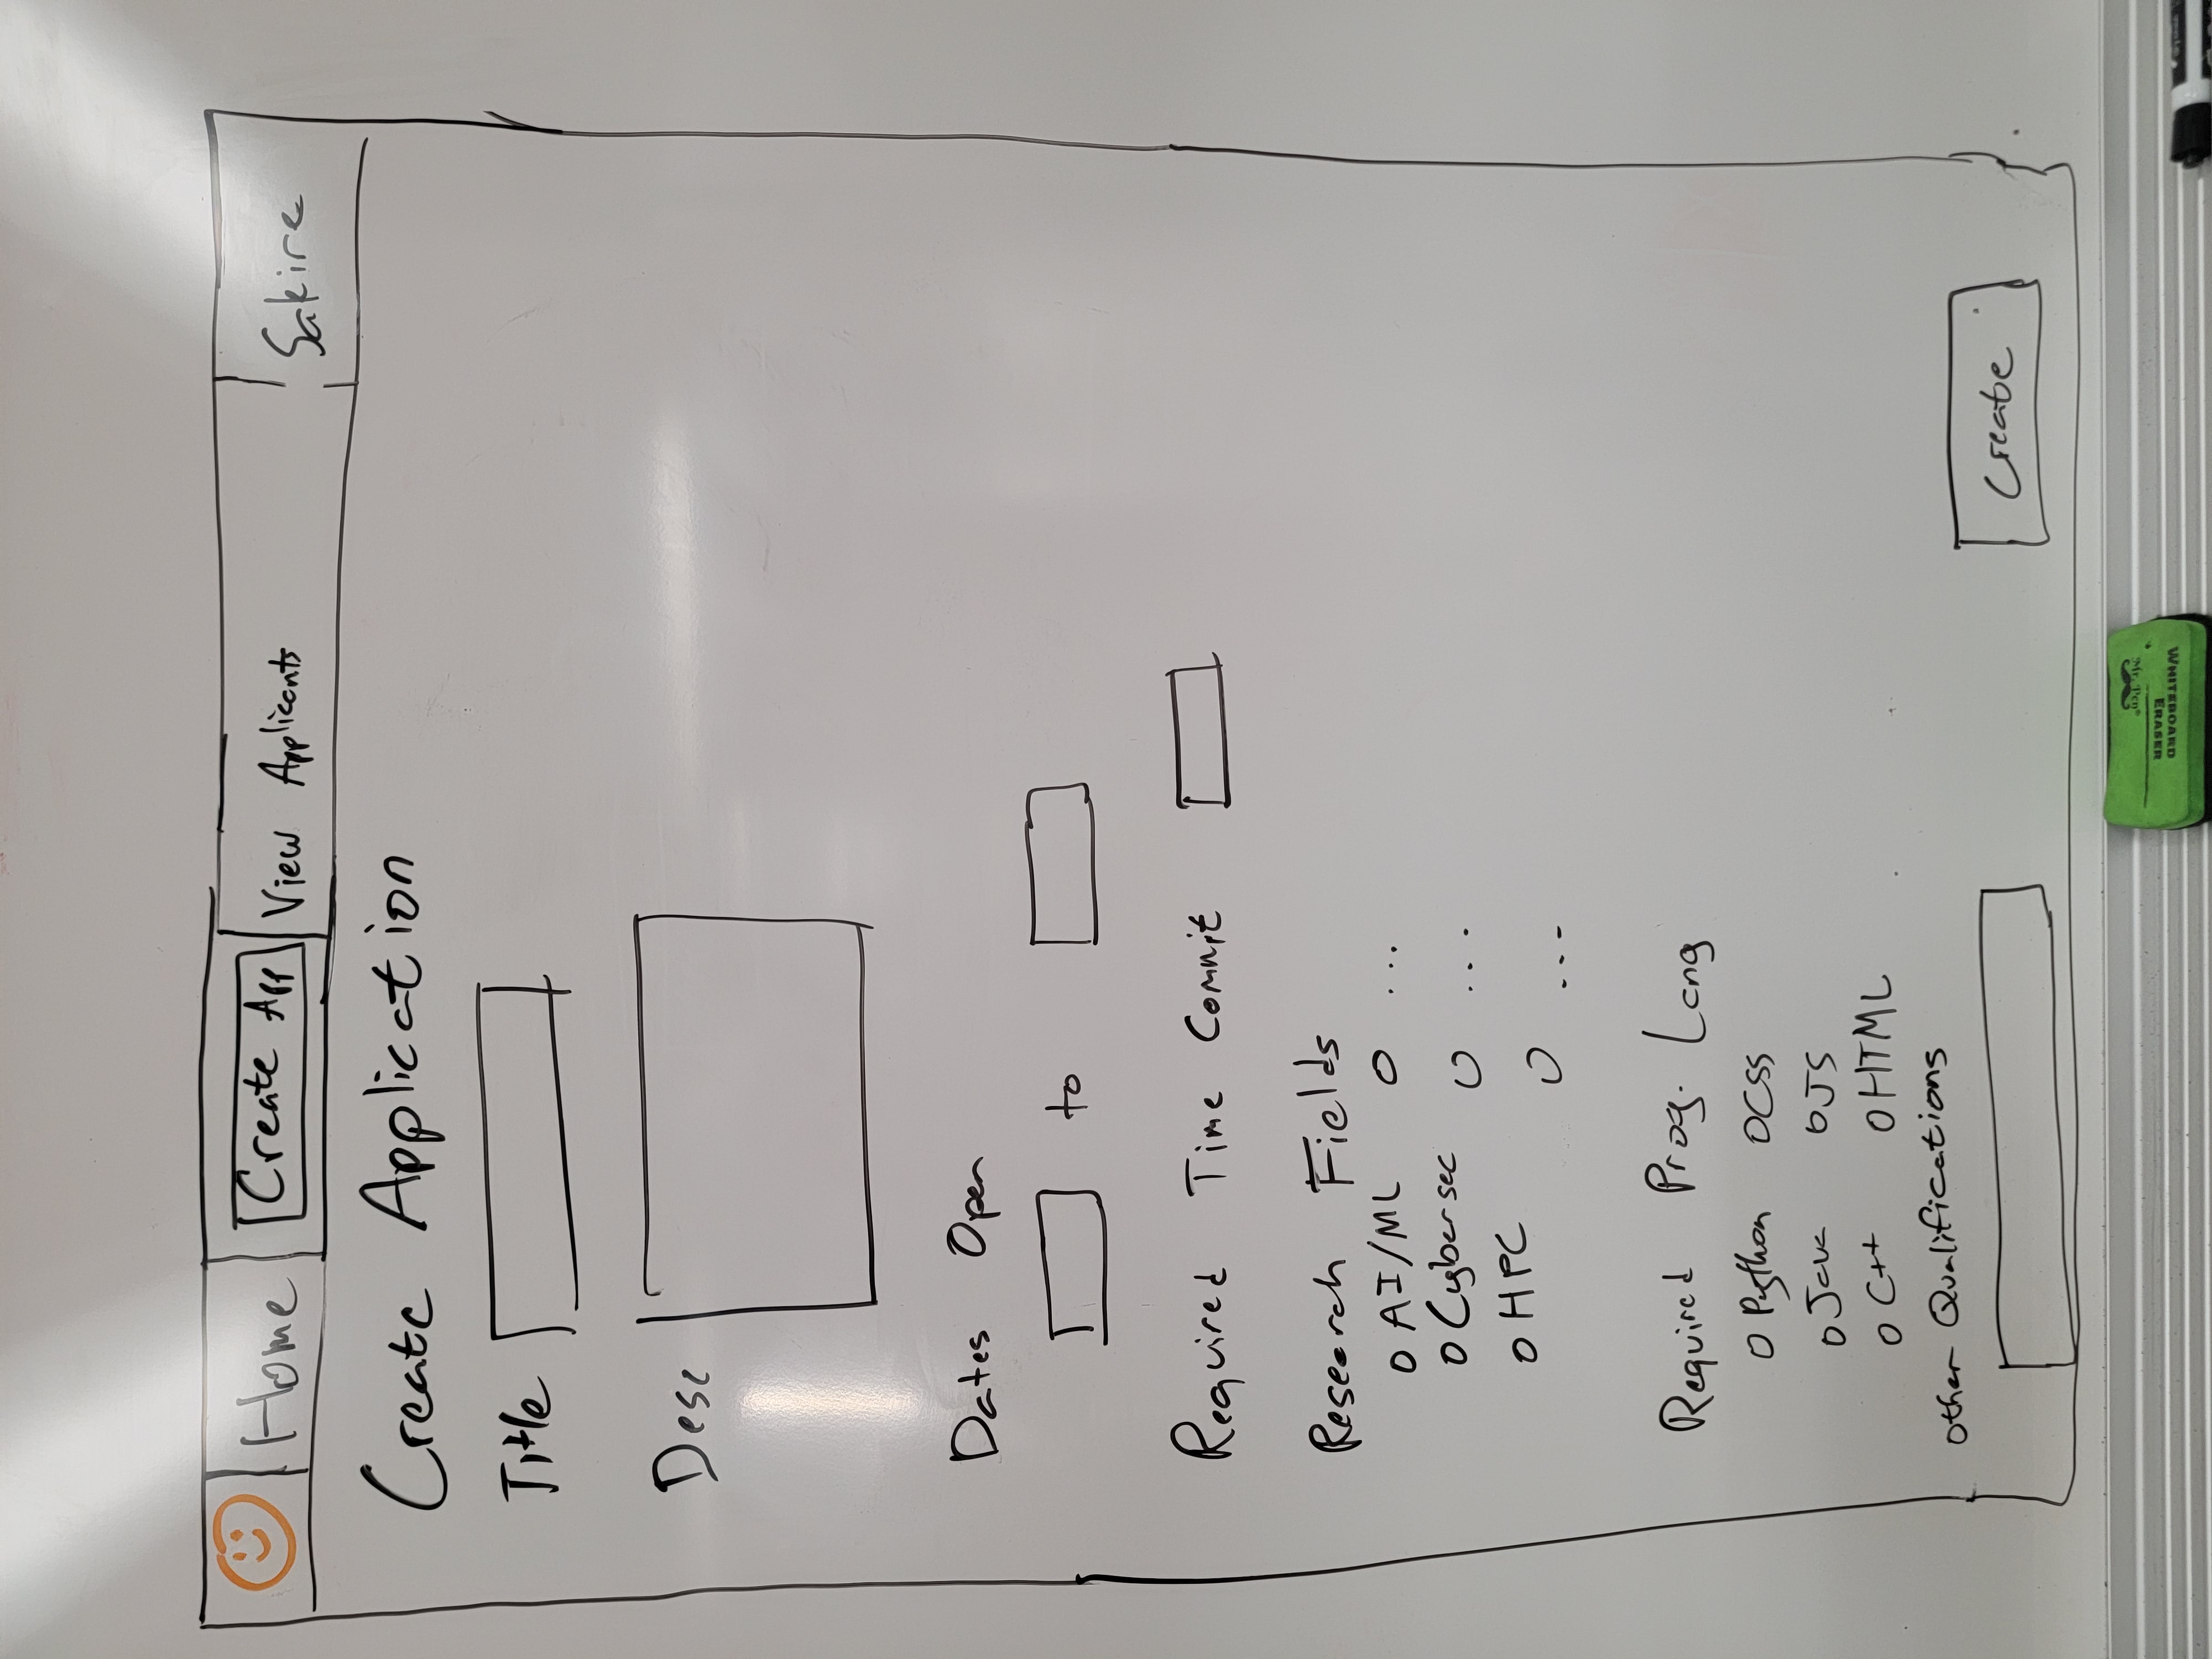 Home Create App View Applicants Sakire
Create Application
Title
Desc
Dates Open
to
Required Time Commit
Research Fields
O AI/ML O ...
O Cybersec O ...
O HPC O ...
Required Prog. Lang
O Python O CSS
O Java O JS
O C++ O HTML
Other Qualifications
Create
Mr. Pen®
WHITEBOARD
ERASER